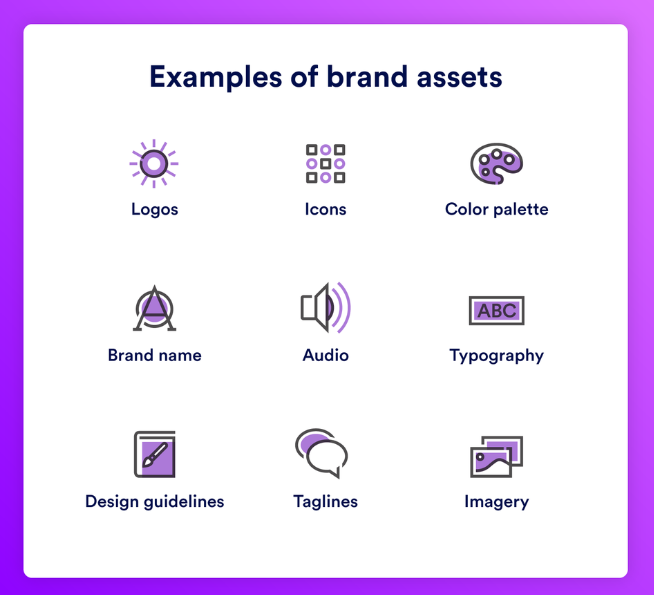 Examples of brand assets
Logos
Icons
Color palette
A
Brand name
Audio
ABC
Typography
Design guidelines
Taglines
Imagery